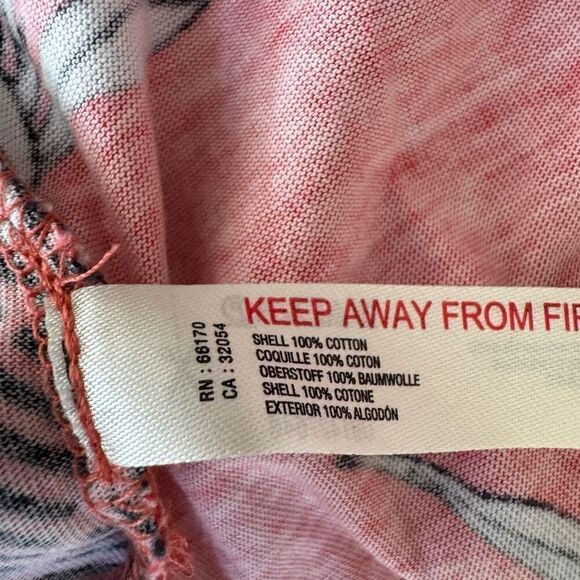 RN : 66170
CA : 32054
KEEP AWAY FROM FI
SHELL 100% COTTON
COQUILLE 100% COTON
OBERSTOFF 100% BAUMWOLLE
SHELL 100% COTONE
EXTERIOR 100% ALGODÓN